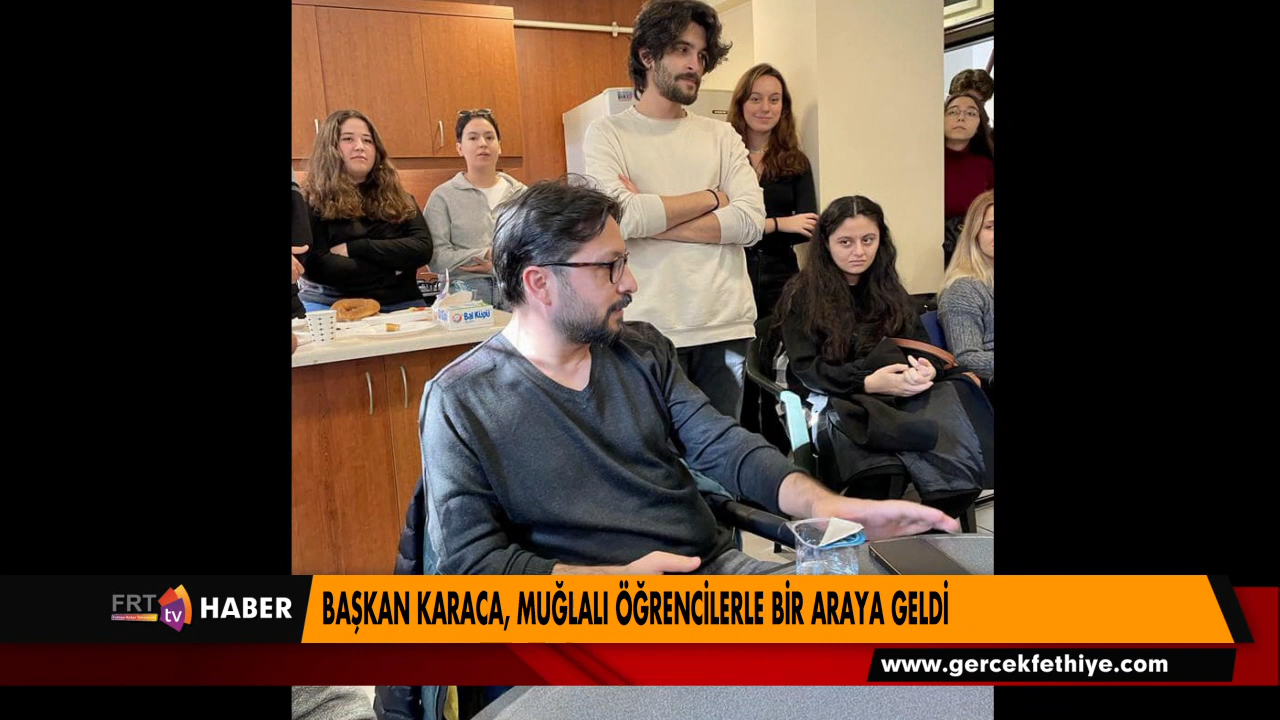 Bal Küpü
FRT
tv
HABER
BAŞKAN KARACA, MUĞLALI ÖĞRENCİLERLE BİR ARAYA GELDİ
www.gercekfethiye.com